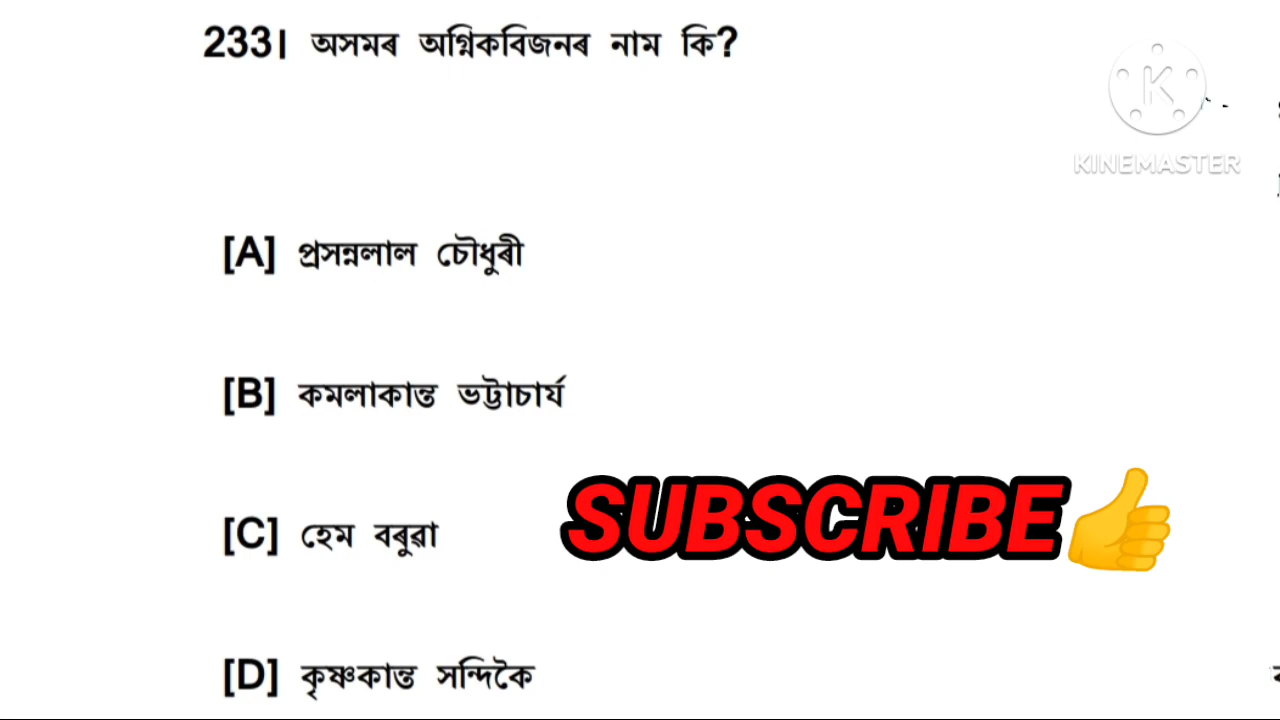 233। অসমৰ অগ্নিকবিজনৰ নাম কি?
KINEMASTER
[A] প্ৰসন্নলাল চৌধুৰী
[B] কমলাকান্ত ভট্টাচাৰ্য
[C] হেম বৰুৱা
SUBSCRIBE
[D] কৃষ্ণকান্ত সন্দিকৈ